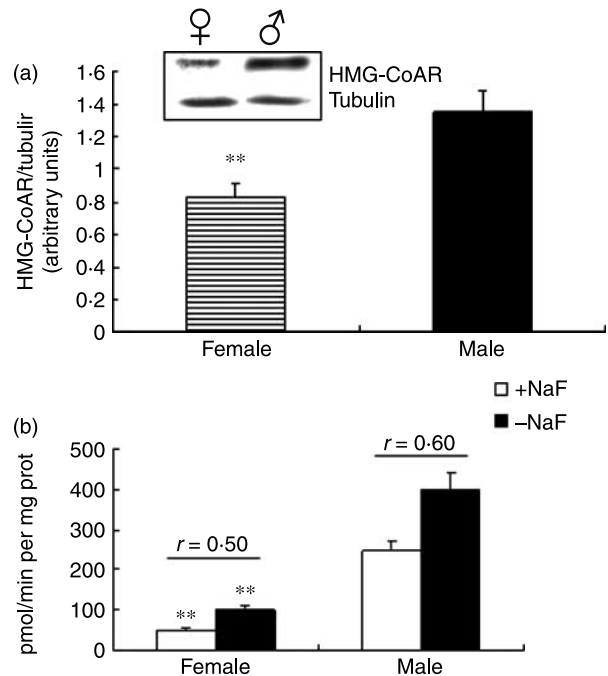 ♀ ♂
(a)
HMG-CoAR
Tubulin
HMG-CoAR/tubulir
(arbitrary units)
1·6
1·4
1·2
1
0·8
0·6
0·4
0·2
0
**
Female
Male
+NaF
−NaF
(b)
pmol/min per mg prot
500
400
300
200
100
0
r = 0·50
r = 0·60
**
**
Female
Male